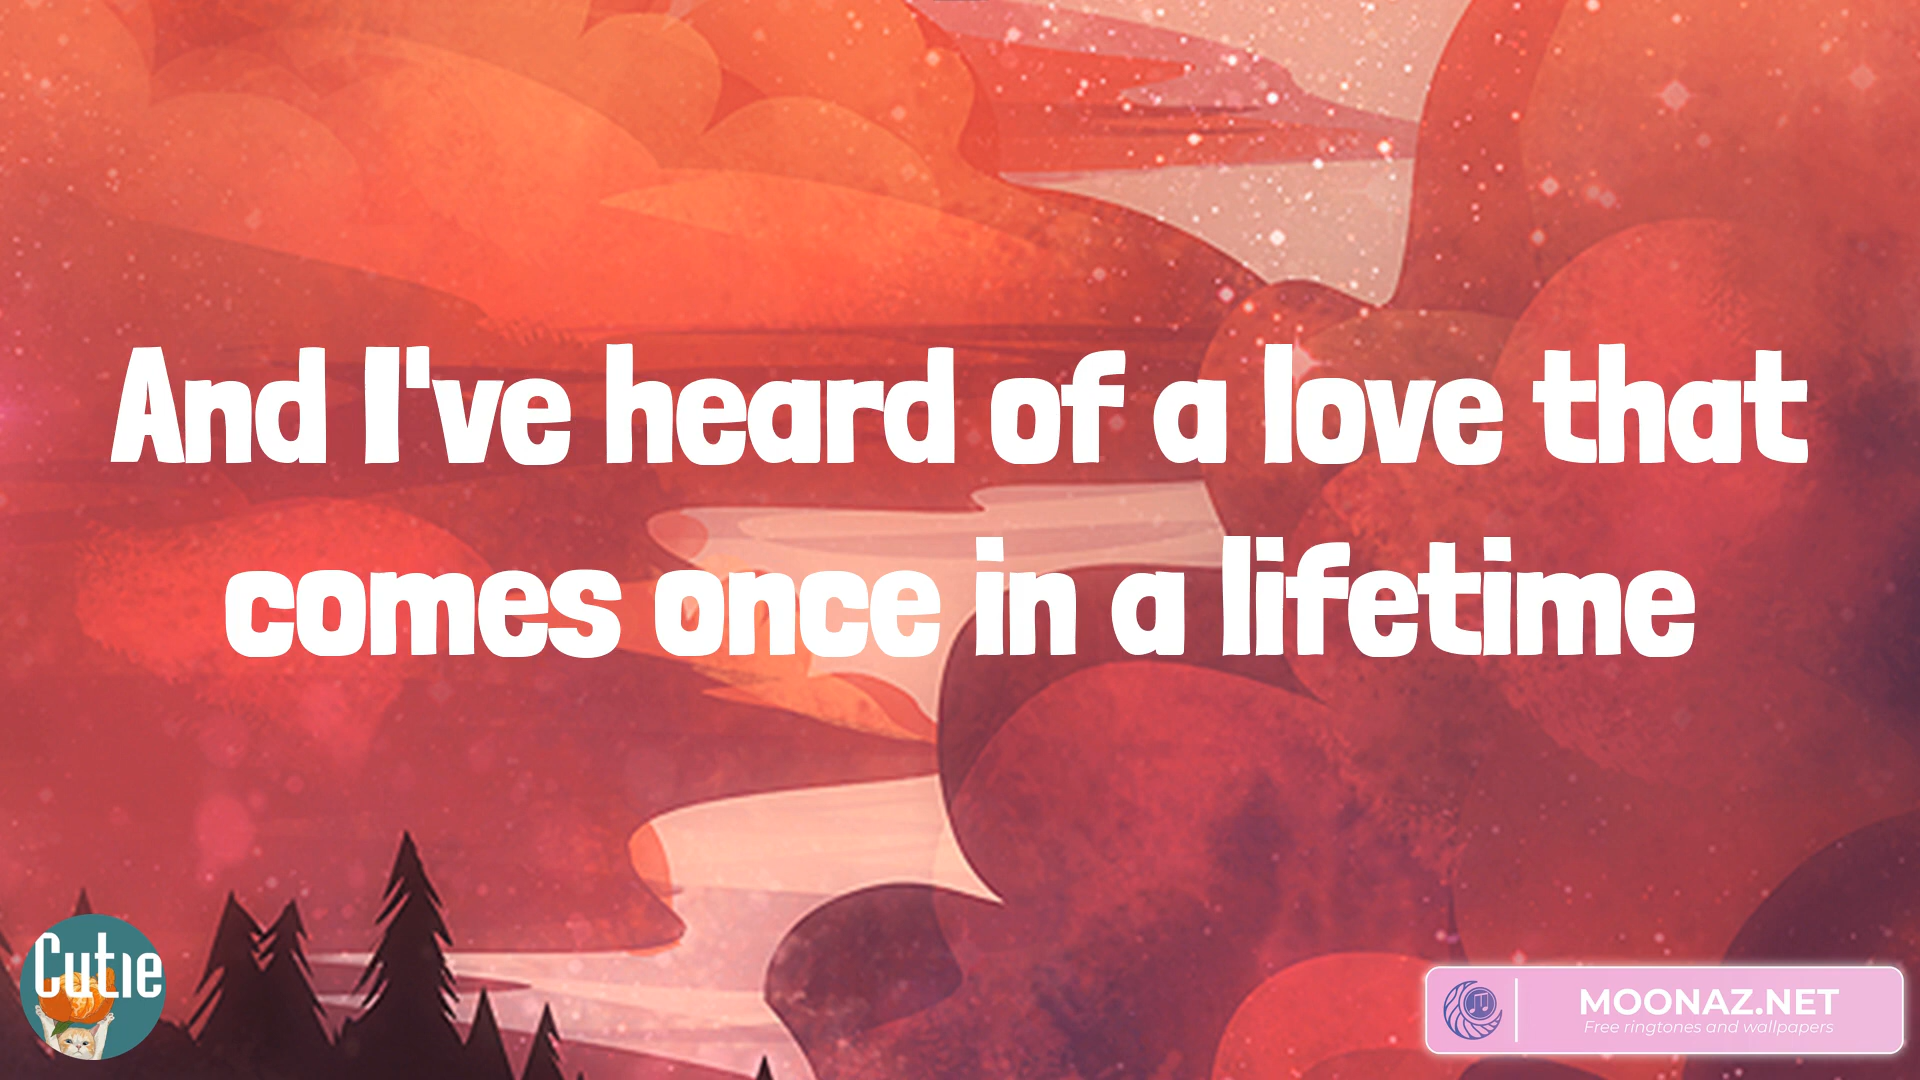 And I've heard of a love that
comes once in a lifetime
Cutie
MOONAZ.NET
Free ringtones and wallpapers